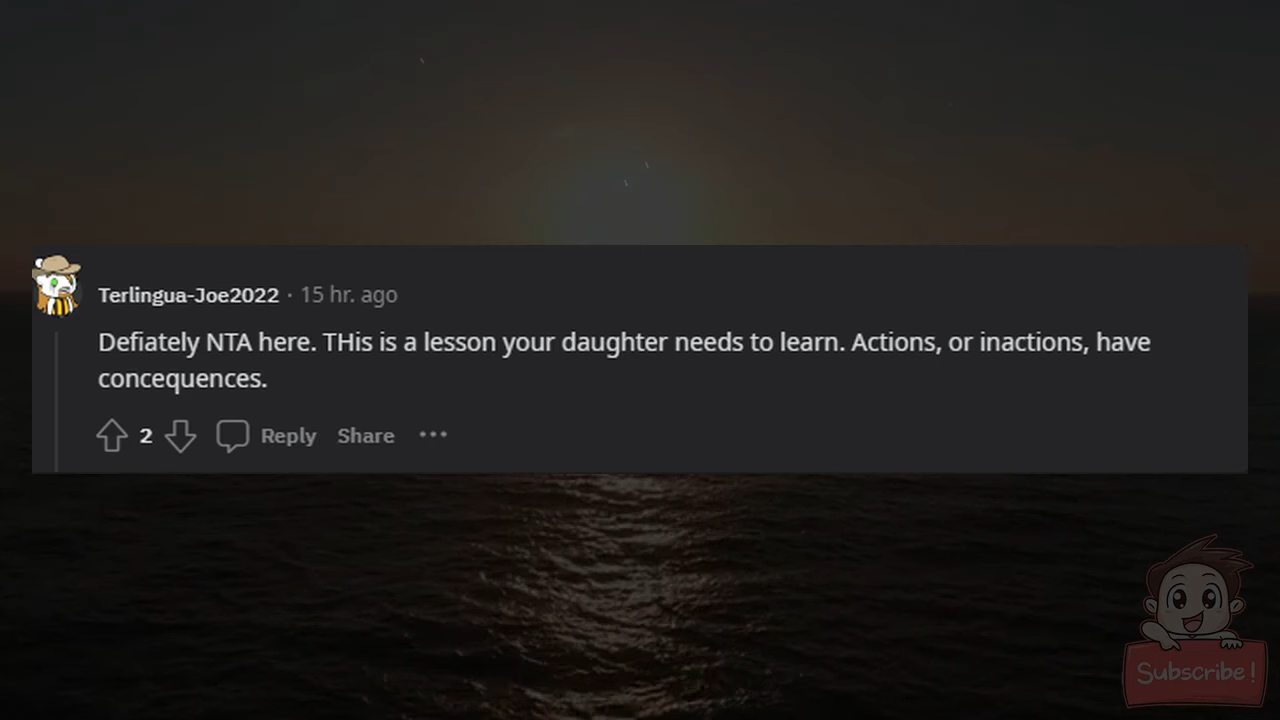 Terlingua-Joe2022 · 15 hr. ago
Defiately NTA here. THis is a lesson your daughter needs to learn. Actions, or inactions, have
concequences.
2 Reply Share ···
Subscribe!